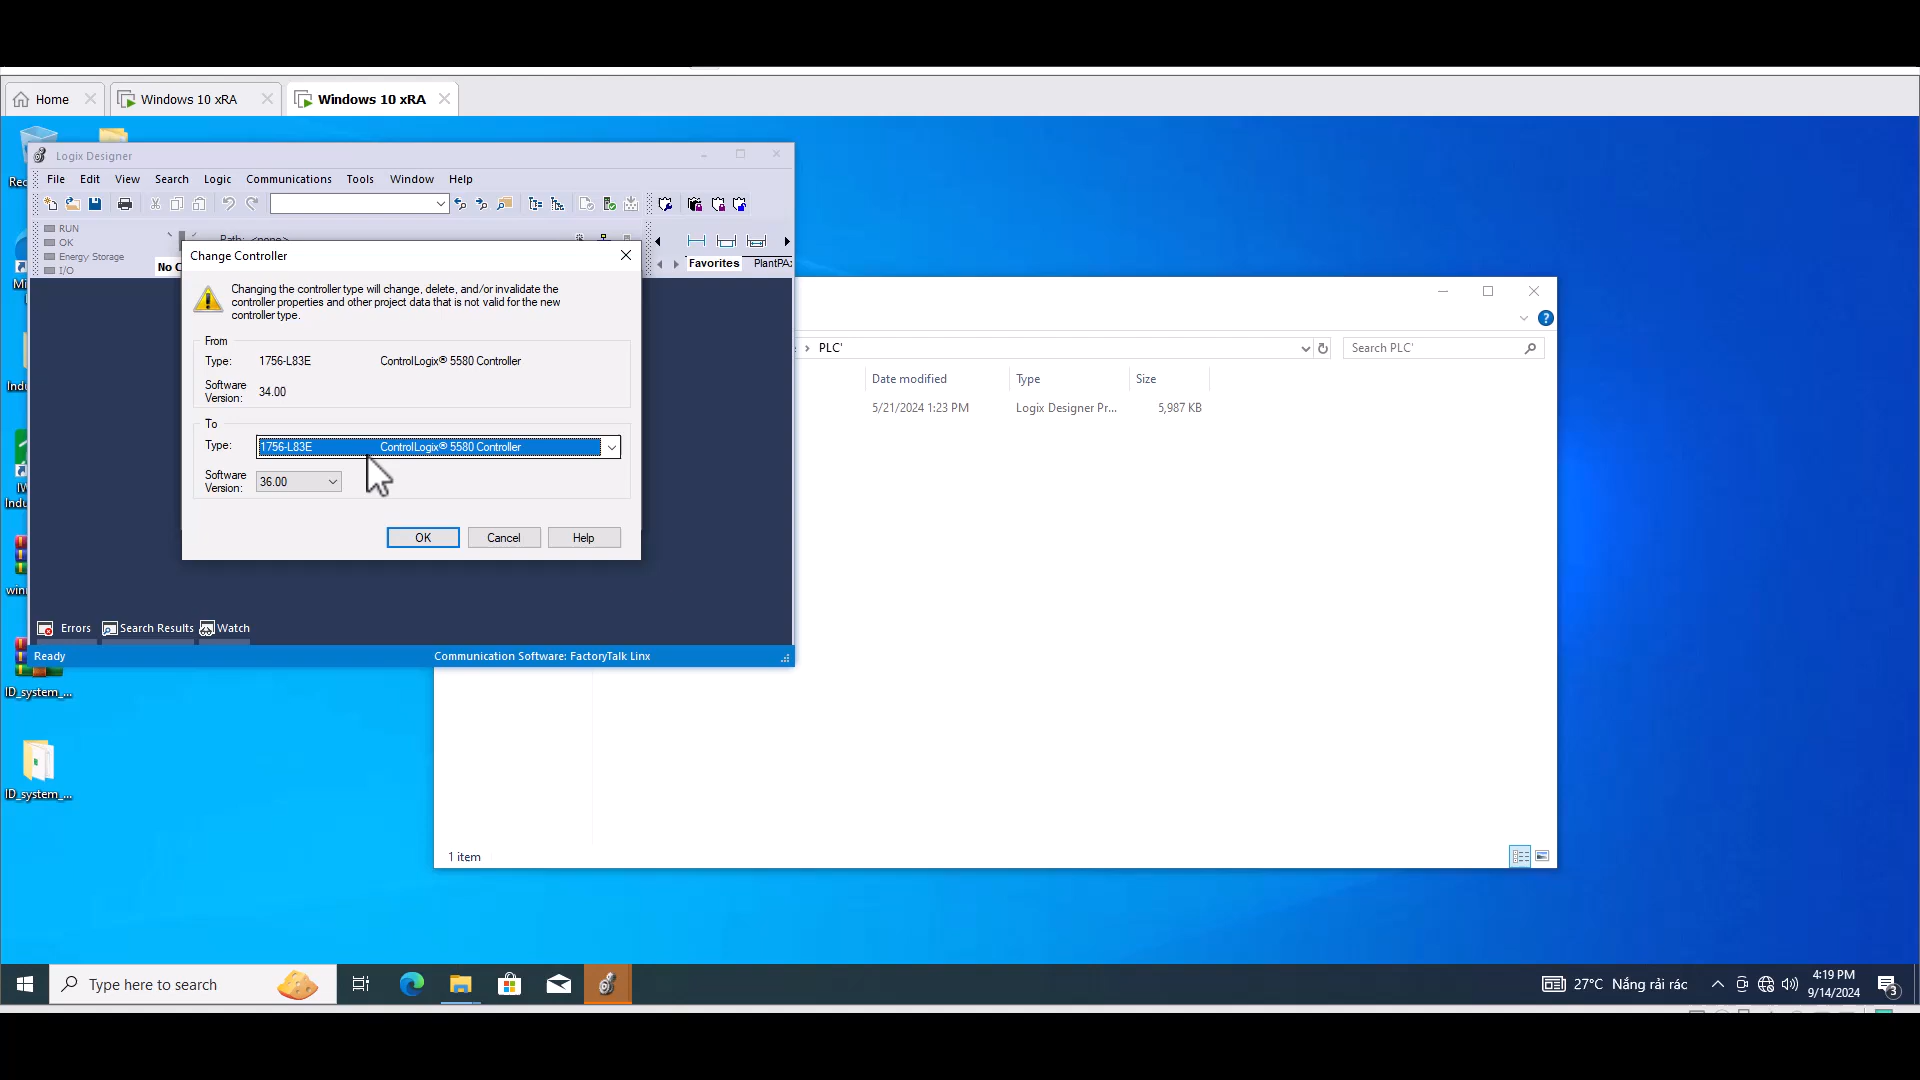 Home
Windows 10 xRA
Windows 10 xRA
Logix Designer
File Edit View Search Logic Communications Tools Window Help
RUN
OK
Energy Storage
I/O
Path: <none>
Favorites
PlantPAx
Change Controller
Changing the controller type will change, delete, and/or invalidate the
controller properties and other project data that is not valid for the new
controller type.
From
Type: 1756-L83E ControlLogix® 5580 Controller
Software
Version: 34.00
To
Type: 1756-L83E ControlLogix® 5580 Controller
Software
Version: 36.00
OK Cancel Help
Errors Search Results Watch
Ready
Communication Software: FactoryTalk Linx
› PLC'
Search PLC'
Date modified Type Size
5/21/2024 1:23 PM Logix Designer Pr... 5,987 KB
1 item
ID_system_...
ID_system_...
Type here to search
27°C Nắng rải rác
4:19 PM
9/14/2024
3